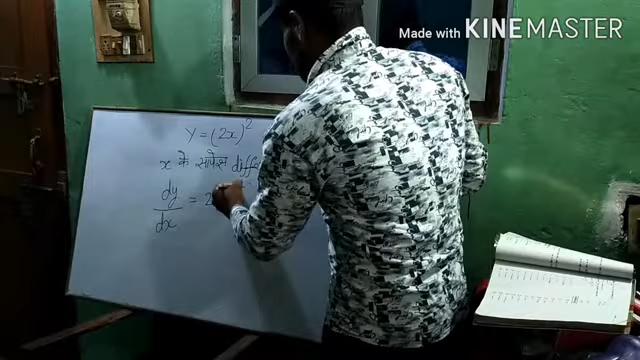 Made with KINEMASTER
Y = (2x)²
x के सापेक्ष diff
dy/dx = 2